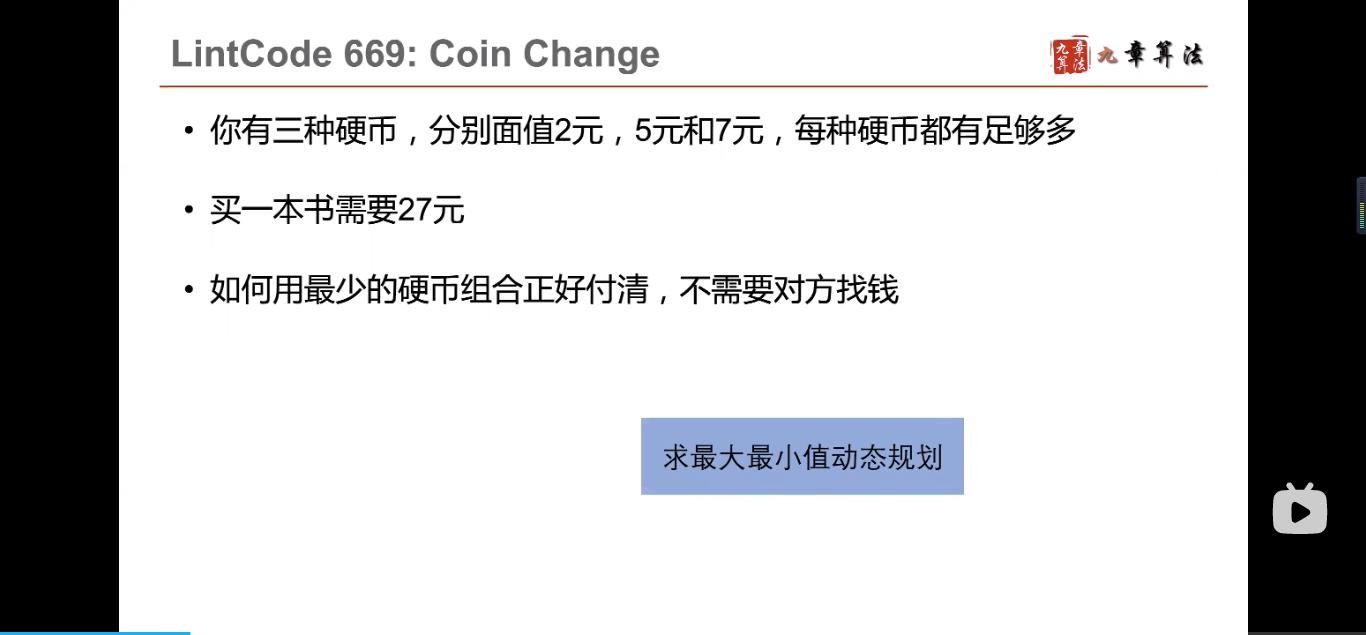 LintCode 669: Coin Change
九章算法
九章算法
• 你有三种硬币，分别面值2元，5元和7元，每种硬币都有足够多
• 买一本书需要27元
• 如何用最少的硬币组合正好付清，不需要对方找钱
求最大最小值动态规划